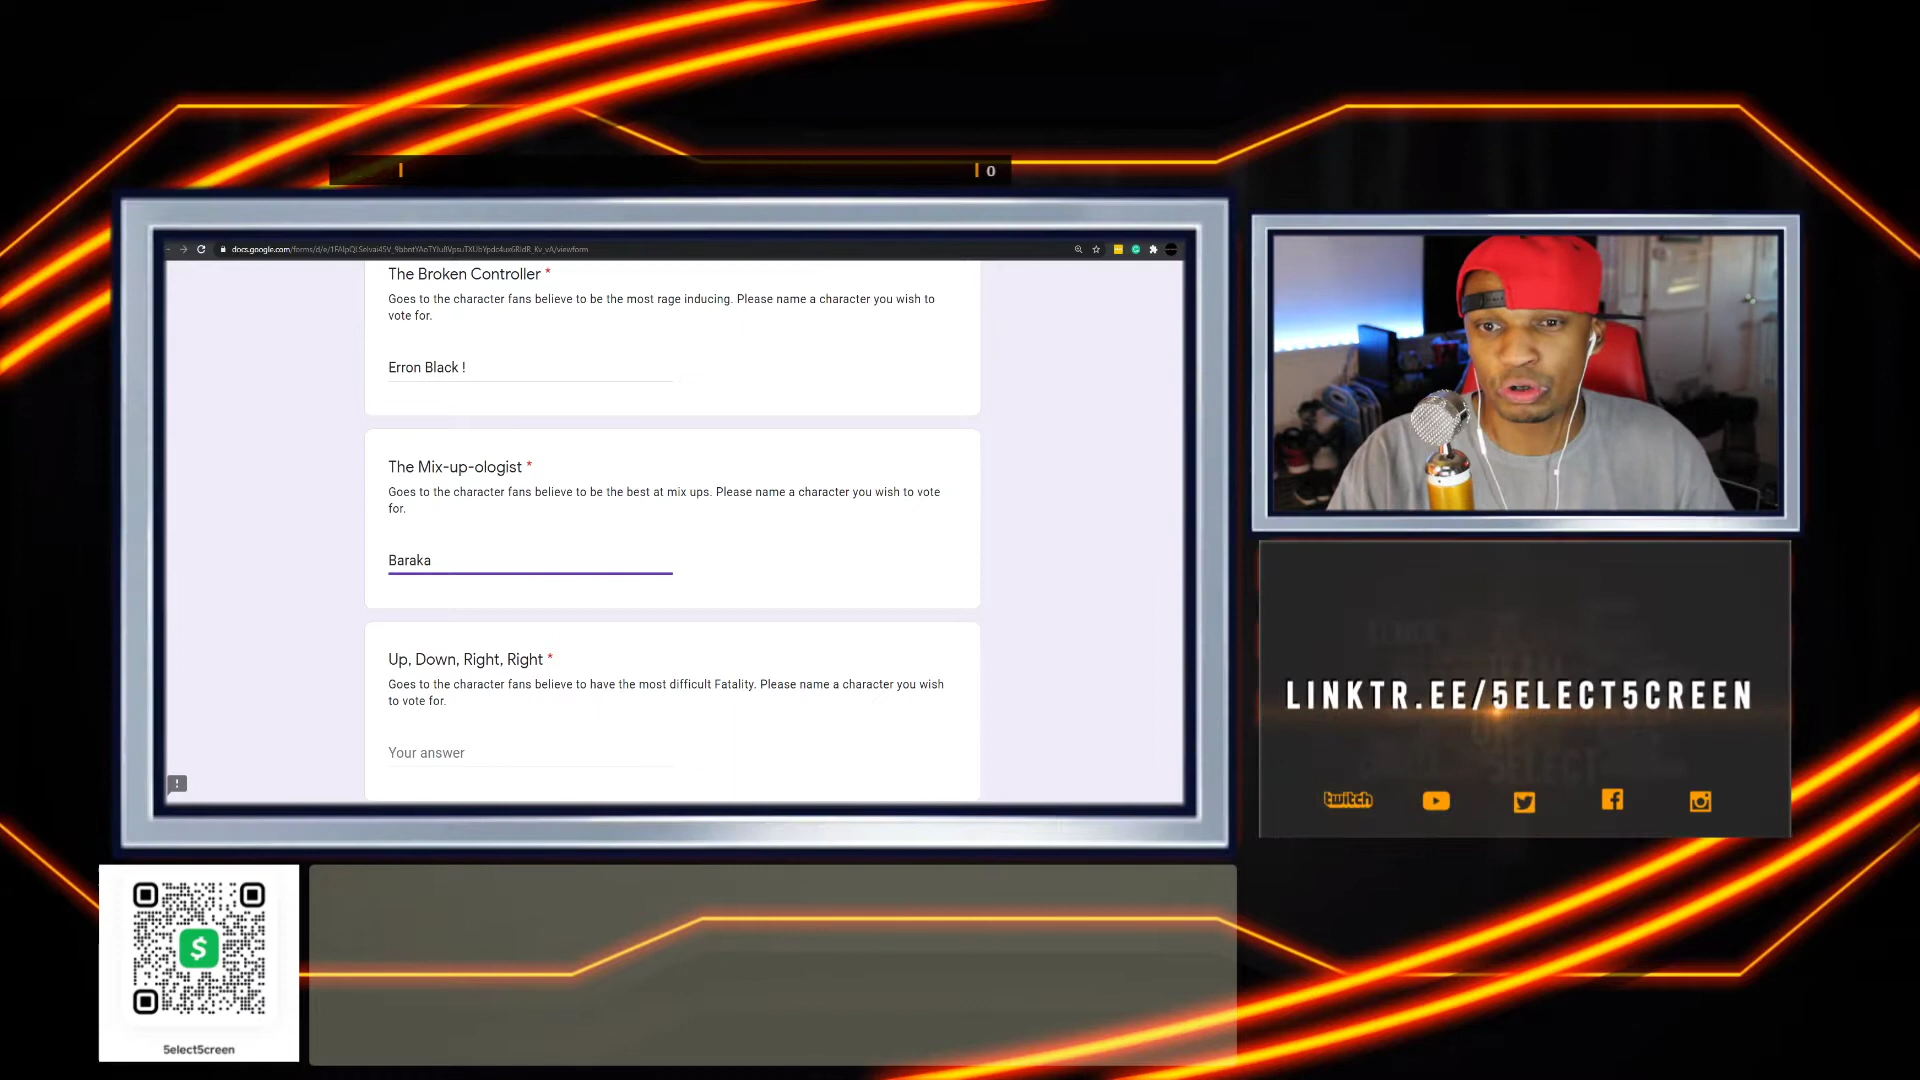 0
The Broken Controller *
Goes to the character fans believe to be the most rage inducing. Please name a character you wish to
vote for.
Erron Black !
The Mix-up-ologist *
Goes to the character fans believe to be the best at mix ups. Please name a character you wish to vote
for.
Baraka
Up, Down, Right, Right *
Goes to the character fans believe to have the most difficult Fatality. Please name a character you wish
to vote for.
Your answer
LINKTR.EE/5ELECT5CREEN
twitch
$
5elect5creen